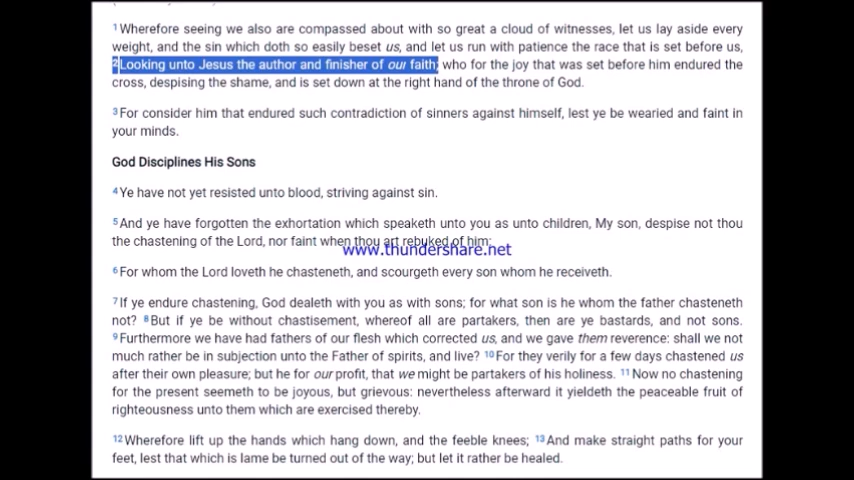 1Wherefore seeing we also are compassed about with so great a cloud of witnesses, let us lay aside every
weight, and the sin which doth so easily beset us, and let us run with patience the race that is set before us,
2Looking unto Jesus the author and finisher of our faith; who for the joy that was set before him endured the
cross, despising the shame, and is set down at the right hand of the throne of God.
3For consider him that endured such contradiction of sinners against himself, lest ye be wearied and faint in
your minds.
God Disciplines His Sons
4Ye have not yet resisted unto blood, striving against sin.
5And ye have forgotten the exhortation which speaketh unto you as unto children, My son, despise not thou
the chastening of the Lord, nor faint when thou art rebuked of him:
www.thundershare.net
6For whom the Lord loveth he chasteneth, and scourgeth every son whom he receiveth.
7If ye endure chastening, God dealeth with you as with sons; for what son is he whom the father chasteneth
not? 8But if ye be without chastisement, whereof all are partakers, then are ye bastards, and not sons.
9Furthermore we have had fathers of our flesh which corrected us, and we gave them reverence: shall we not
much rather be in subjection unto the Father of spirits, and live? 10For they verily for a few days chastened us
after their own pleasure; but he for our profit, that we might be partakers of his holiness. 11Now no chastening
for the present seemeth to be joyous, but grievous: nevertheless afterward it yieldeth the peaceable fruit of
righteousness unto them which are exercised thereby.
12Wherefore lift up the hands which hang down, and the feeble knees; 13And make straight paths for your
feet, lest that which is lame be turned out of the way; but let it rather be healed.